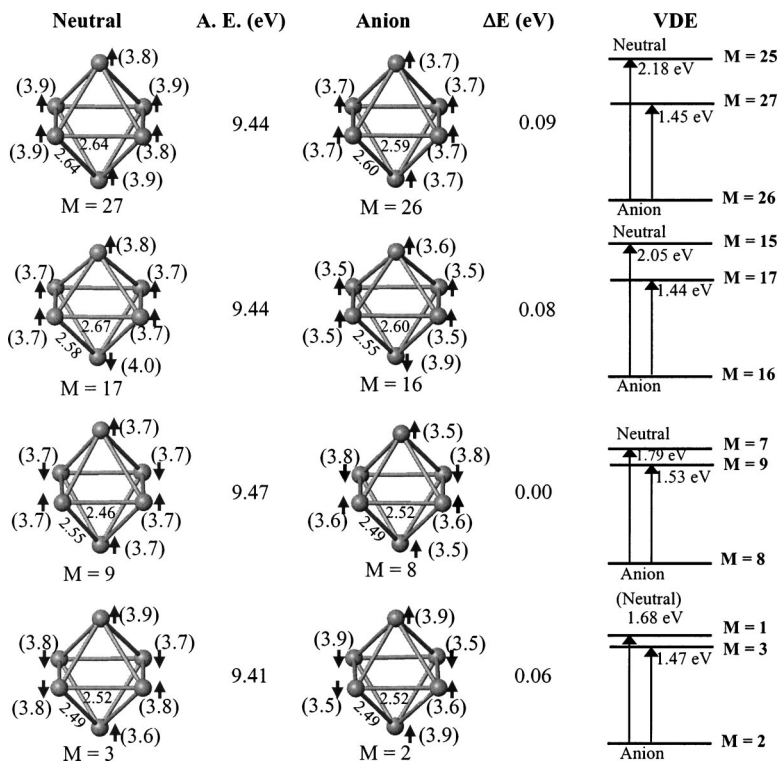 Neutral A. E. (eV) Anion ΔE (eV) VDE
(3.8) (3.7) Neutral M = 25
(3.9) (3.9) (3.7) (3.7) 2.18 eV
M = 27
9.44 0.09 1.45 eV
2.64 2.59
(3.9) 2.64 (3.8) (3.7) 2.60 (3.7)
(3.9) (3.7) M = 26
M = 27 M = 26 Anion
Neutral M = 15
(3.8) (3.6) 2.05 eV
(3.7) (3.7) (3.5) (3.5) M = 17
9.44 0.08 1.44 eV
2.67 2.60
(3.7) 2.58 (3.7) (3.5) 2.55 (3.5)
(4.0) (3.9) M = 16
M = 17 M = 16 Anion
(3.7) (3.5) Neutral M = 7
(3.7) (3.7) (3.8) (3.8) 1.79 eV M = 9
9.47 0.00 1.53 eV
2.46 2.52
(3.7) 2.55 (3.7) (3.6) 2.49 (3.6)
(3.7) (3.5) M = 8
M = 9 M = 8 Anion
(Neutral)
(3.9) (3.9) 1.68 eV M = 1
(3.8) (3.7) (3.9) (3.5) M = 3
9.41 0.06 1.47 eV
2.52 2.52
(3.8) 2.49 (3.8) (3.5) 2.49 (3.6)
(3.6) (3.9) M = 2
M = 3 M = 2 Anion